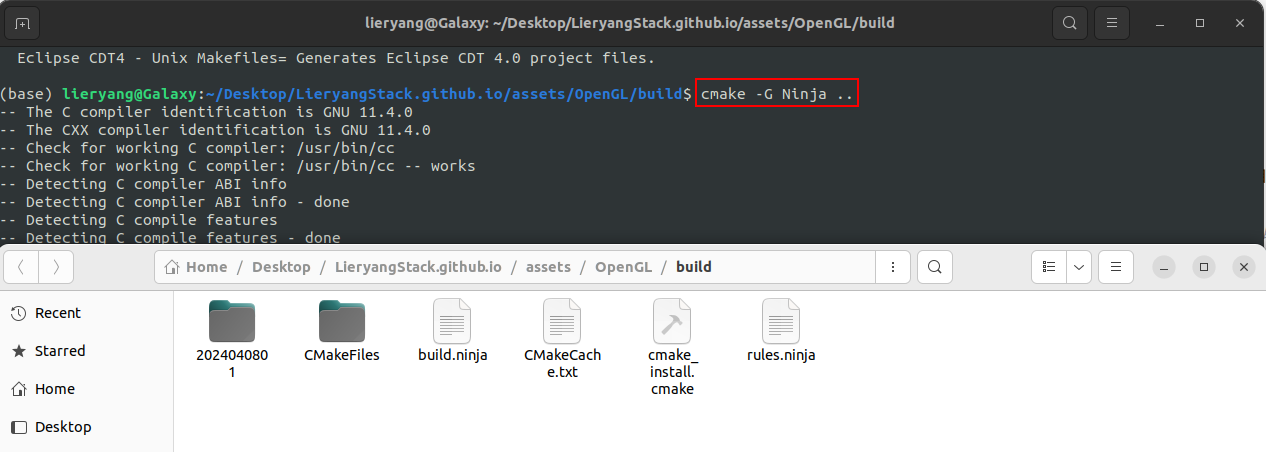 lieryang@Galaxy: ~/Desktop/LieryangStack.github.io/assets/OpenGL/build
Eclipse CDT4 - Unix Makefiles= Generates Eclipse CDT 4.0 project files.
(base) lieryang@Galaxy:~/Desktop/LieryangStack.github.io/assets/OpenGL/build$ cmake -G Ninja ..
-- The C compiler identification is GNU 11.4.0
-- The CXX compiler identification is GNU 11.4.0
-- Check for working C compiler: /usr/bin/cc
-- Check for working C compiler: /usr/bin/cc -- works
-- Detecting C compiler ABI info
-- Detecting C compiler ABI info - done
-- Detecting C compile features
-- Detecting C compile features - done
Home / Desktop / LieryangStack.github.io / assets / OpenGL / build
Recent
Starred
Home
Desktop
202404080
1
CMakeFiles
build.ninja
CMakeCach
e.txt
cmake_
install.
cmake
rules.ninja